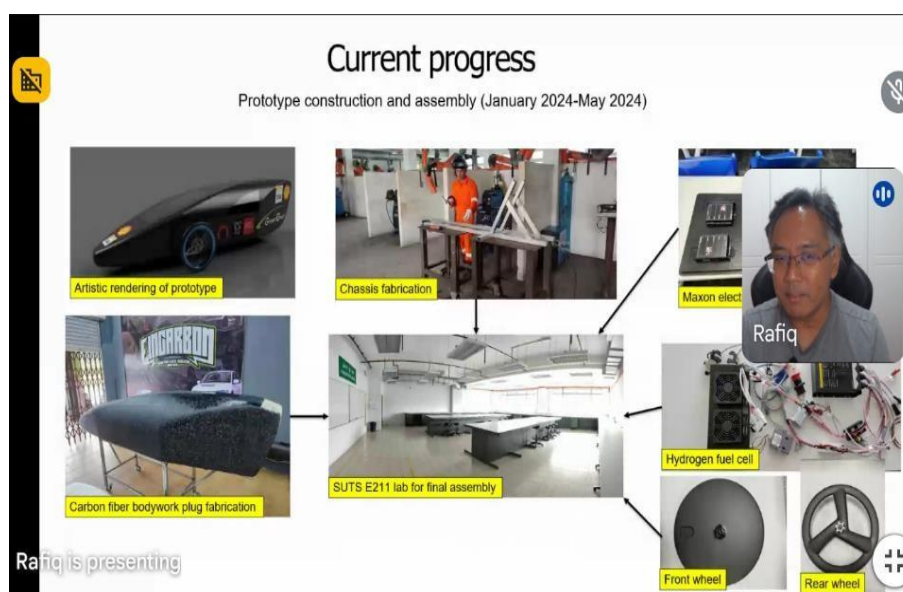 Current progress
Prototype construction and assembly (January 2024-May 2024)
Artistic rendering of prototype
Chassis fabrication
Maxon elect
Rafiq
CARBON
Carbon fiber bodywork plug fabrication
SUTS E211 lab for final assembly
Hydrogen fuel cell
Front wheel
Rear wheel
Rafiq is presenting